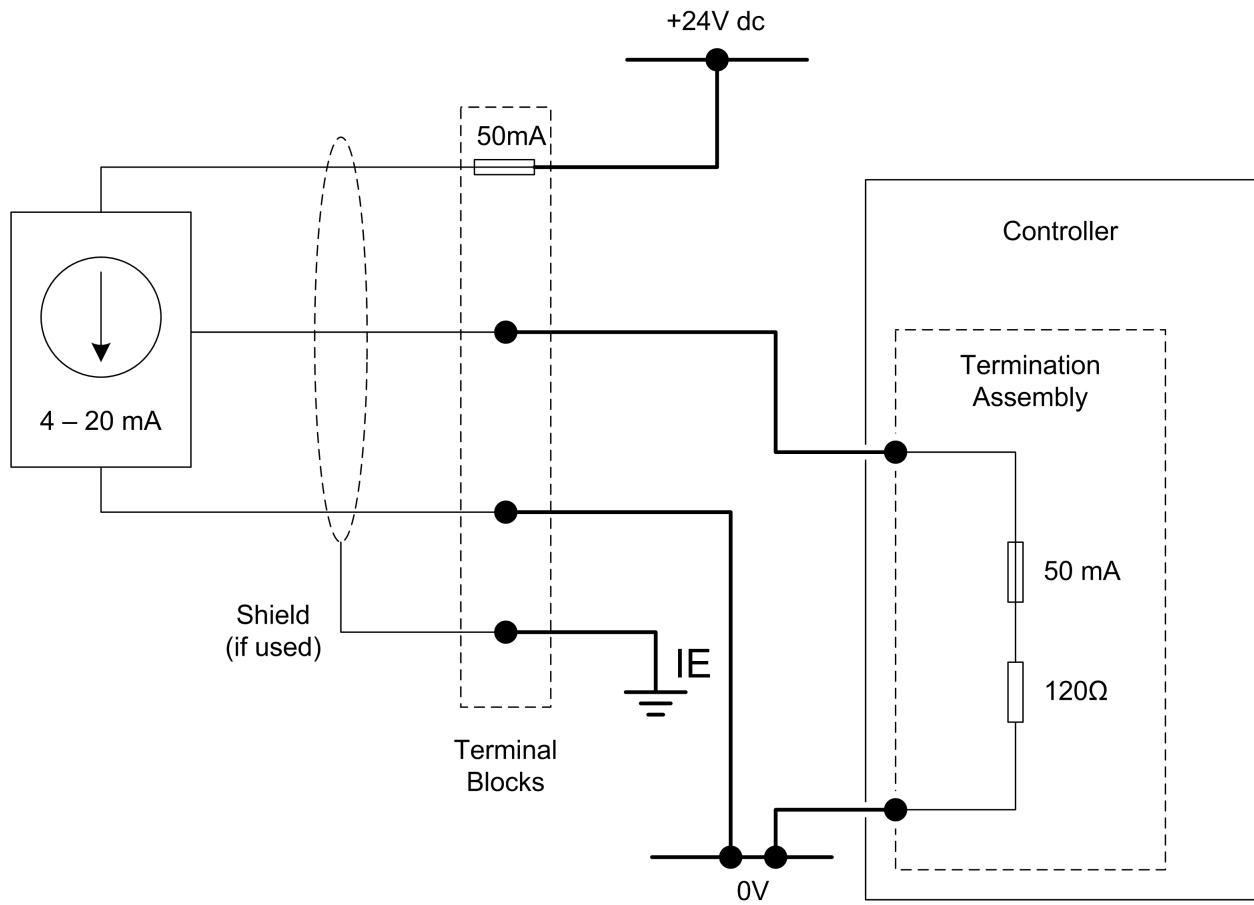 +24V dc
50mA
Controller
Termination
Assembly
4 – 20 mA
50 mA
Shield
(if used)
IE
120Ω
Terminal
Blocks
0V